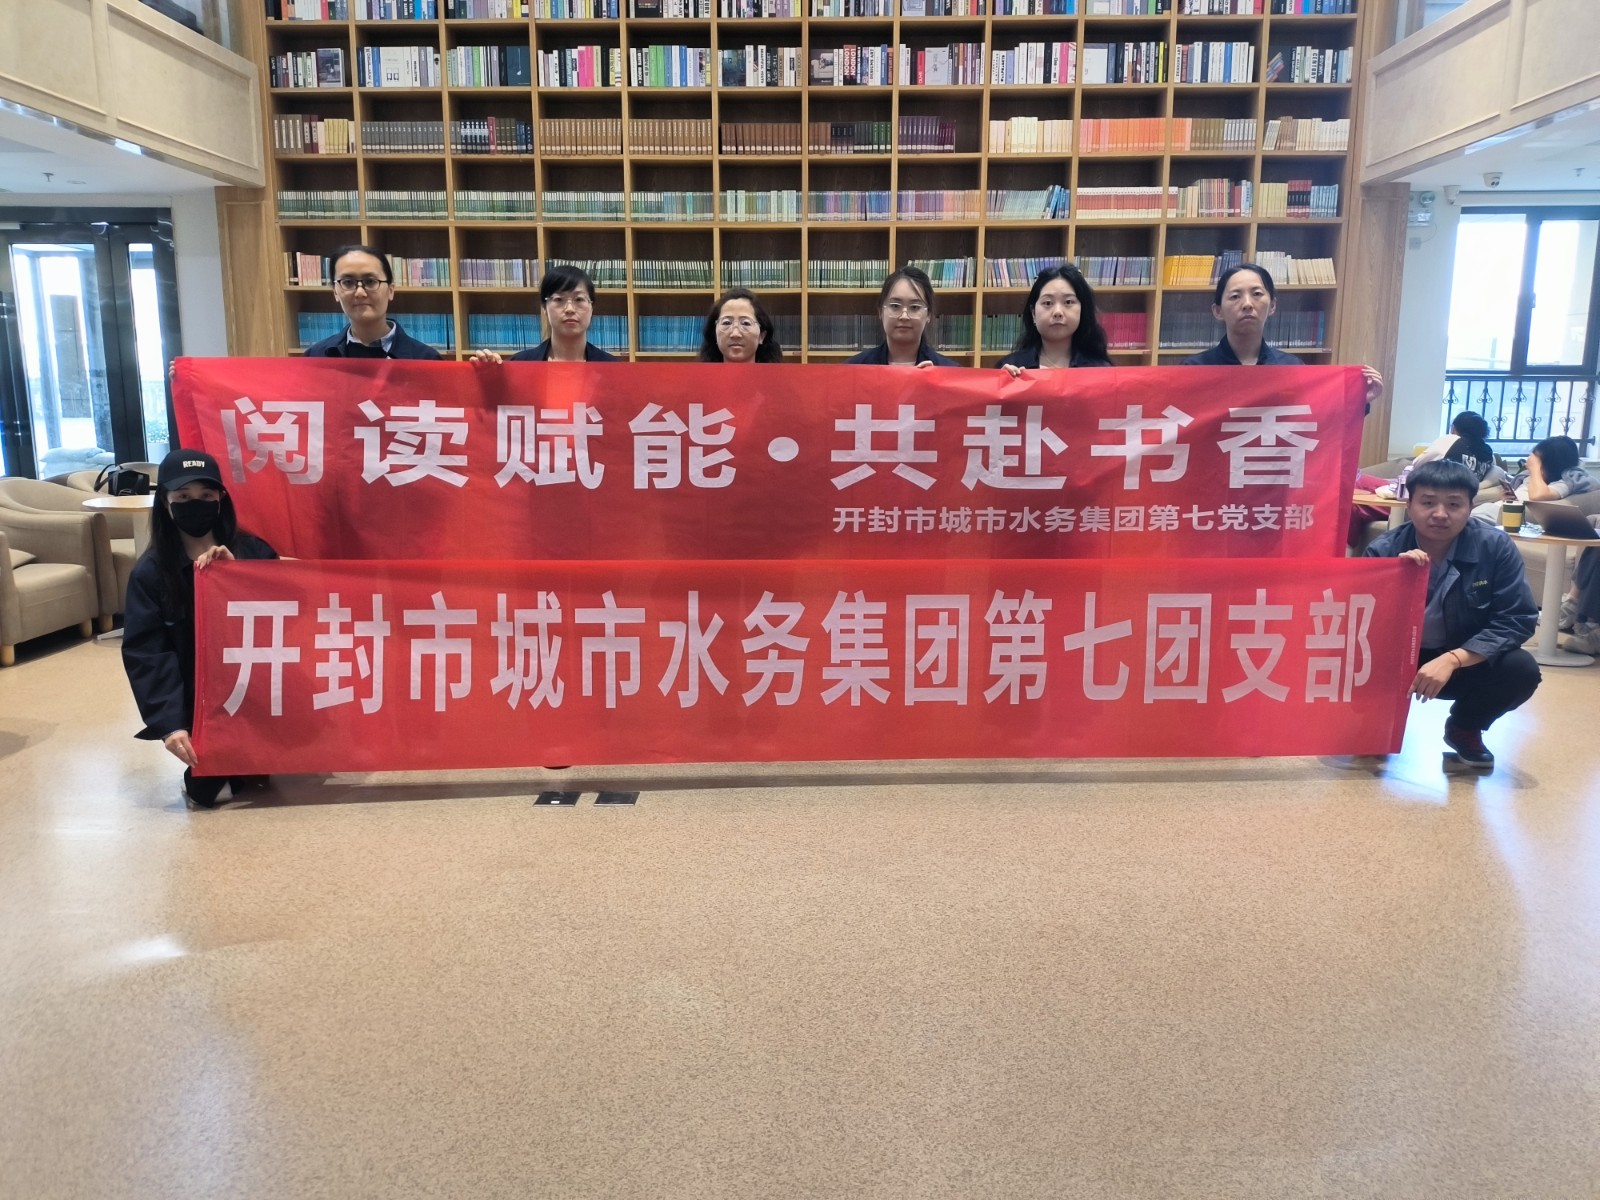 阅读赋能·共赴书香
开封市城市水务集团第七党支部
READY
开封市城市水务集团第七团支部